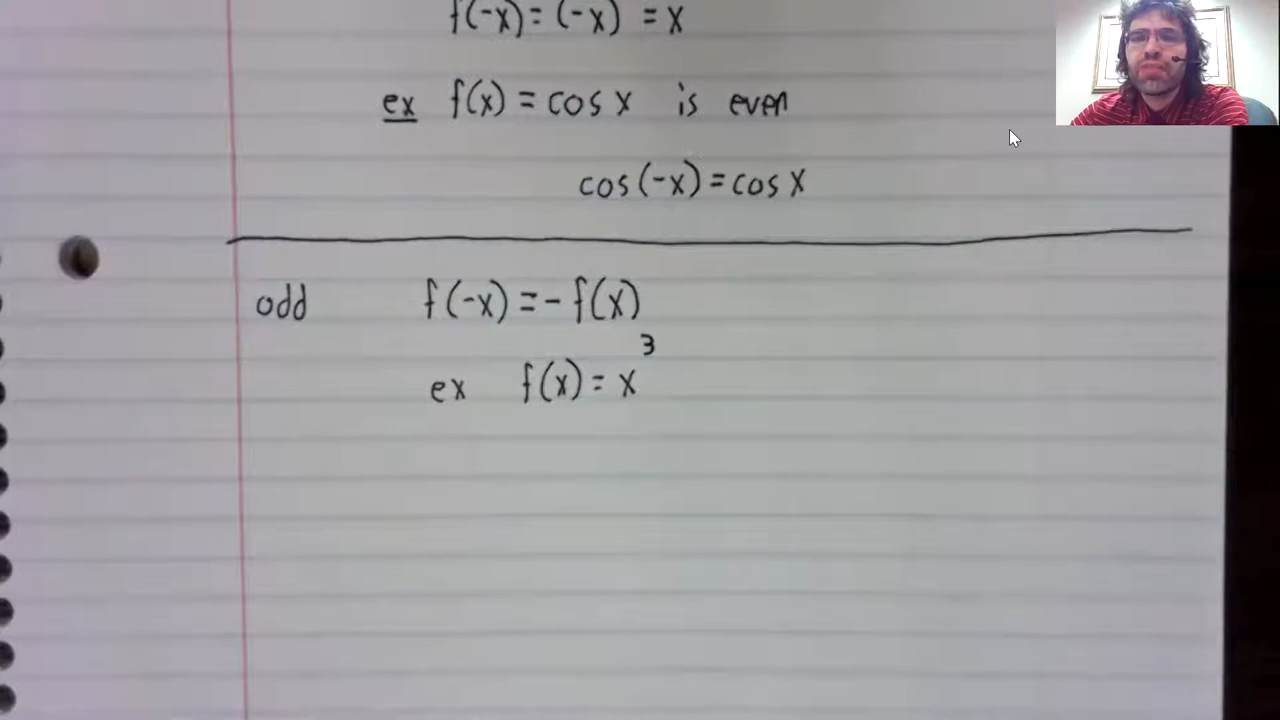 f(-x) = (-x) = x
ex f(x) = cos x is even
cos(-x) = cos x
odd f(-x) = - f(x)
ex f(x) = x³